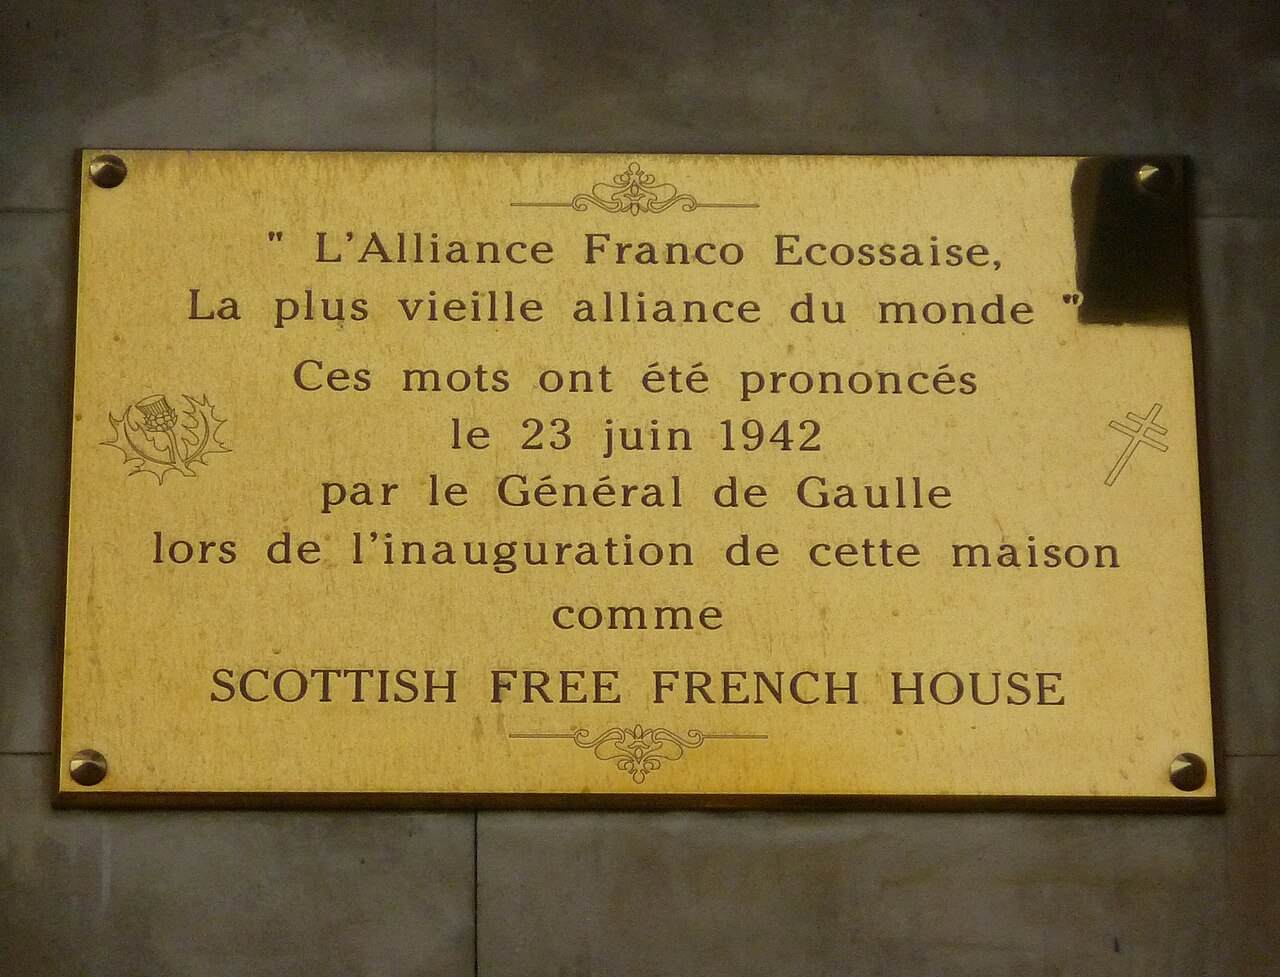 " L'Alliance Franco Ecossaise,
La plus vieille alliance du monde "
Ces mots ont été prononcés
le 23 juin 1942
par le Général de Gaulle
lors de l'inauguration de cette maison
comme
SCOTTISH FREE FRENCH HOUSE